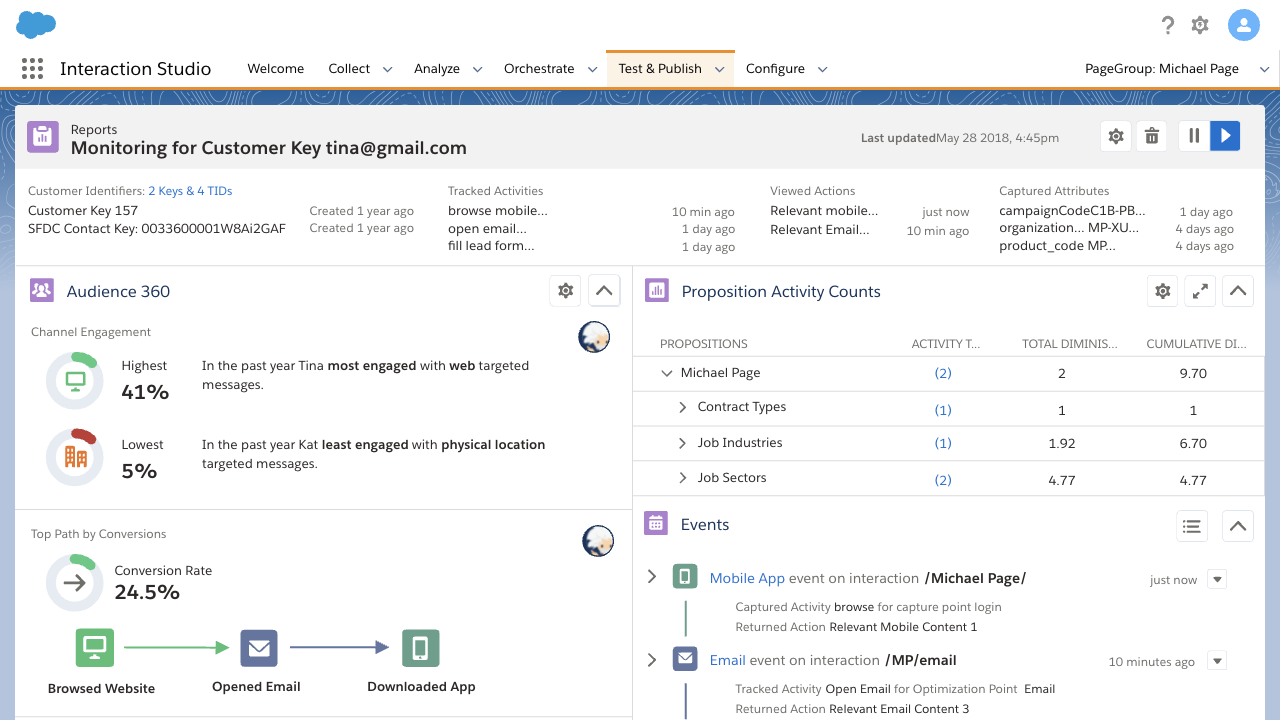 Interaction Studio
Welcome
Collect
Analyze
Orchestrate
Test & Publish
Configure
PageGroup: Michael Page
Reports
Monitoring for Customer Key tina@gmail.com
Last updatedMay 28 2018, 4:45pm
Customer Identifiers: 2 Keys & 4 TIDs
Customer Key 157 Created 1 year ago
SFDC Contact Key: 0033600001W8Ai2GAF Created 1 year ago
Tracked Activities
browse mobile... 10 min ago
open email... 1 day ago
fill lead form... 1 day ago
Viewed Actions
Relevant mobile... just now
Relevant Email... 10 min ago
Captured Attributes
campaignCodeC1B-PB... 1 day ago
organization... MP-XU... 4 days ago
product_code MP... 4 days ago
Audience 360
Channel Engagement
Highest
41%
In the past year Tina most engaged with web targeted
messages.
Lowest
5%
In the past year Kat least engaged with physical location
targeted messages.
Top Path by Conversions
Conversion Rate
24.5%
Browsed Website
Opened Email
Downloaded App
Proposition Activity Counts
PROPOSITIONS ACTIVITY T... TOTAL DIMINIS... CUMULATIVE DI...
Michael Page (2) 2 9.70
Contract Types (1) 1 1
Job Industries (1) 1.92 6.70
Job Sectors (2) 4.77 4.77
Events
Mobile App event on interaction /Michael Page/ just now
Captured Activity browse for capture point login
Returned Action Relevant Mobile Content 1
Email event on interaction /MP/email 10 minutes ago
Tracked Activity Open Email for Optimization Point Email
Returned Action Relevant Email Content 3